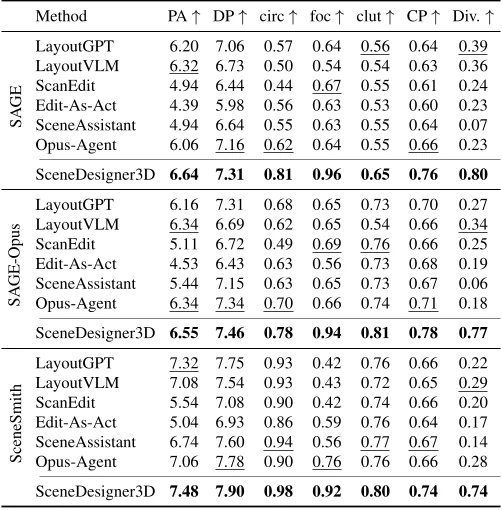 Method PA ↑ DP ↑ circ ↑ foc ↑ clut ↑ CP ↑ Div. ↑
SAGE
LayoutGPT 6.20 7.06 0.57 0.64 0.56 0.64 0.39
LayoutVLM 6.32 6.73 0.50 0.54 0.54 0.63 0.36
ScanEdit 4.94 6.44 0.44 0.67 0.55 0.61 0.24
Edit-As-Act 4.39 5.98 0.56 0.63 0.53 0.60 0.23
SceneAssistant 4.94 6.64 0.55 0.63 0.55 0.64 0.07
Opus-Agent 6.06 7.16 0.62 0.64 0.55 0.66 0.23
SceneDesigner3D 6.64 7.31 0.81 0.96 0.65 0.76 0.80
SAGE-Opus
LayoutGPT 6.16 7.31 0.68 0.65 0.73 0.70 0.27
LayoutVLM 6.34 6.69 0.62 0.65 0.54 0.66 0.34
ScanEdit 5.11 6.72 0.49 0.69 0.76 0.66 0.25
Edit-As-Act 4.53 6.43 0.63 0.56 0.73 0.68 0.19
SceneAssistant 5.44 7.15 0.63 0.65 0.73 0.67 0.06
Opus-Agent 6.34 7.34 0.70 0.66 0.74 0.71 0.18
SceneDesigner3D 6.55 7.46 0.78 0.94 0.81 0.78 0.77
SceneSmith
LayoutGPT 7.32 7.75 0.93 0.42 0.76 0.66 0.22
LayoutVLM 7.08 7.54 0.93 0.43 0.72 0.65 0.29
ScanEdit 5.54 7.08 0.90 0.42 0.74 0.66 0.20
Edit-As-Act 5.04 6.93 0.86 0.59 0.76 0.64 0.17
SceneAssistant 6.74 7.60 0.94 0.56 0.77 0.67 0.14
Opus-Agent 7.06 7.78 0.90 0.76 0.76 0.66 0.28
SceneDesigner3D 7.48 7.90 0.98 0.92 0.80 0.74 0.74